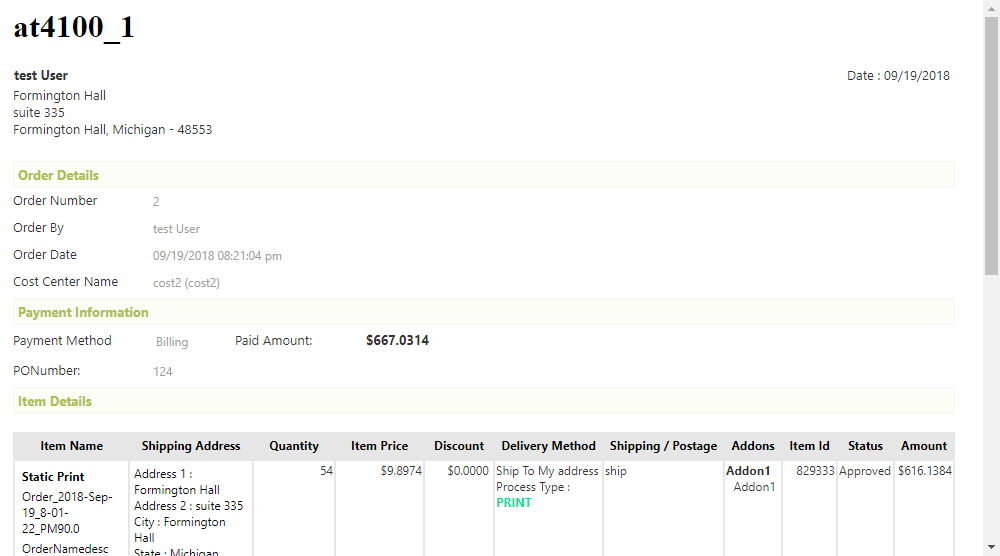 at4100_1
test User
Date : 09/19/2018
Formington Hall
suite 335
Formington Hall, Michigan - 48553
Order Details
Order Number 2
Order By test User
Order Date 09/19/2018 08:21:04 pm
Cost Center Name cost2 (cost2)
Payment Information
Payment Method Billing Paid Amount: $667.0314
PONumber: 124
Item Details
Item Name Shipping Address Quantity Item Price Discount Delivery Method Shipping / Postage Addons Item Id Status Amount
Static Print
Order_2018-Sep-
19_8-01-
22_PM90.0
OrderNamedesc
Address 1 :
Formington Hall
Address 2 : suite 335
City : Formington
Hall
State : Michigan
54
$9.8974
$0.0000
Ship To My address
Process Type :
PRINT
ship
Addon1
Addon1
829333
Approved
$616.1384